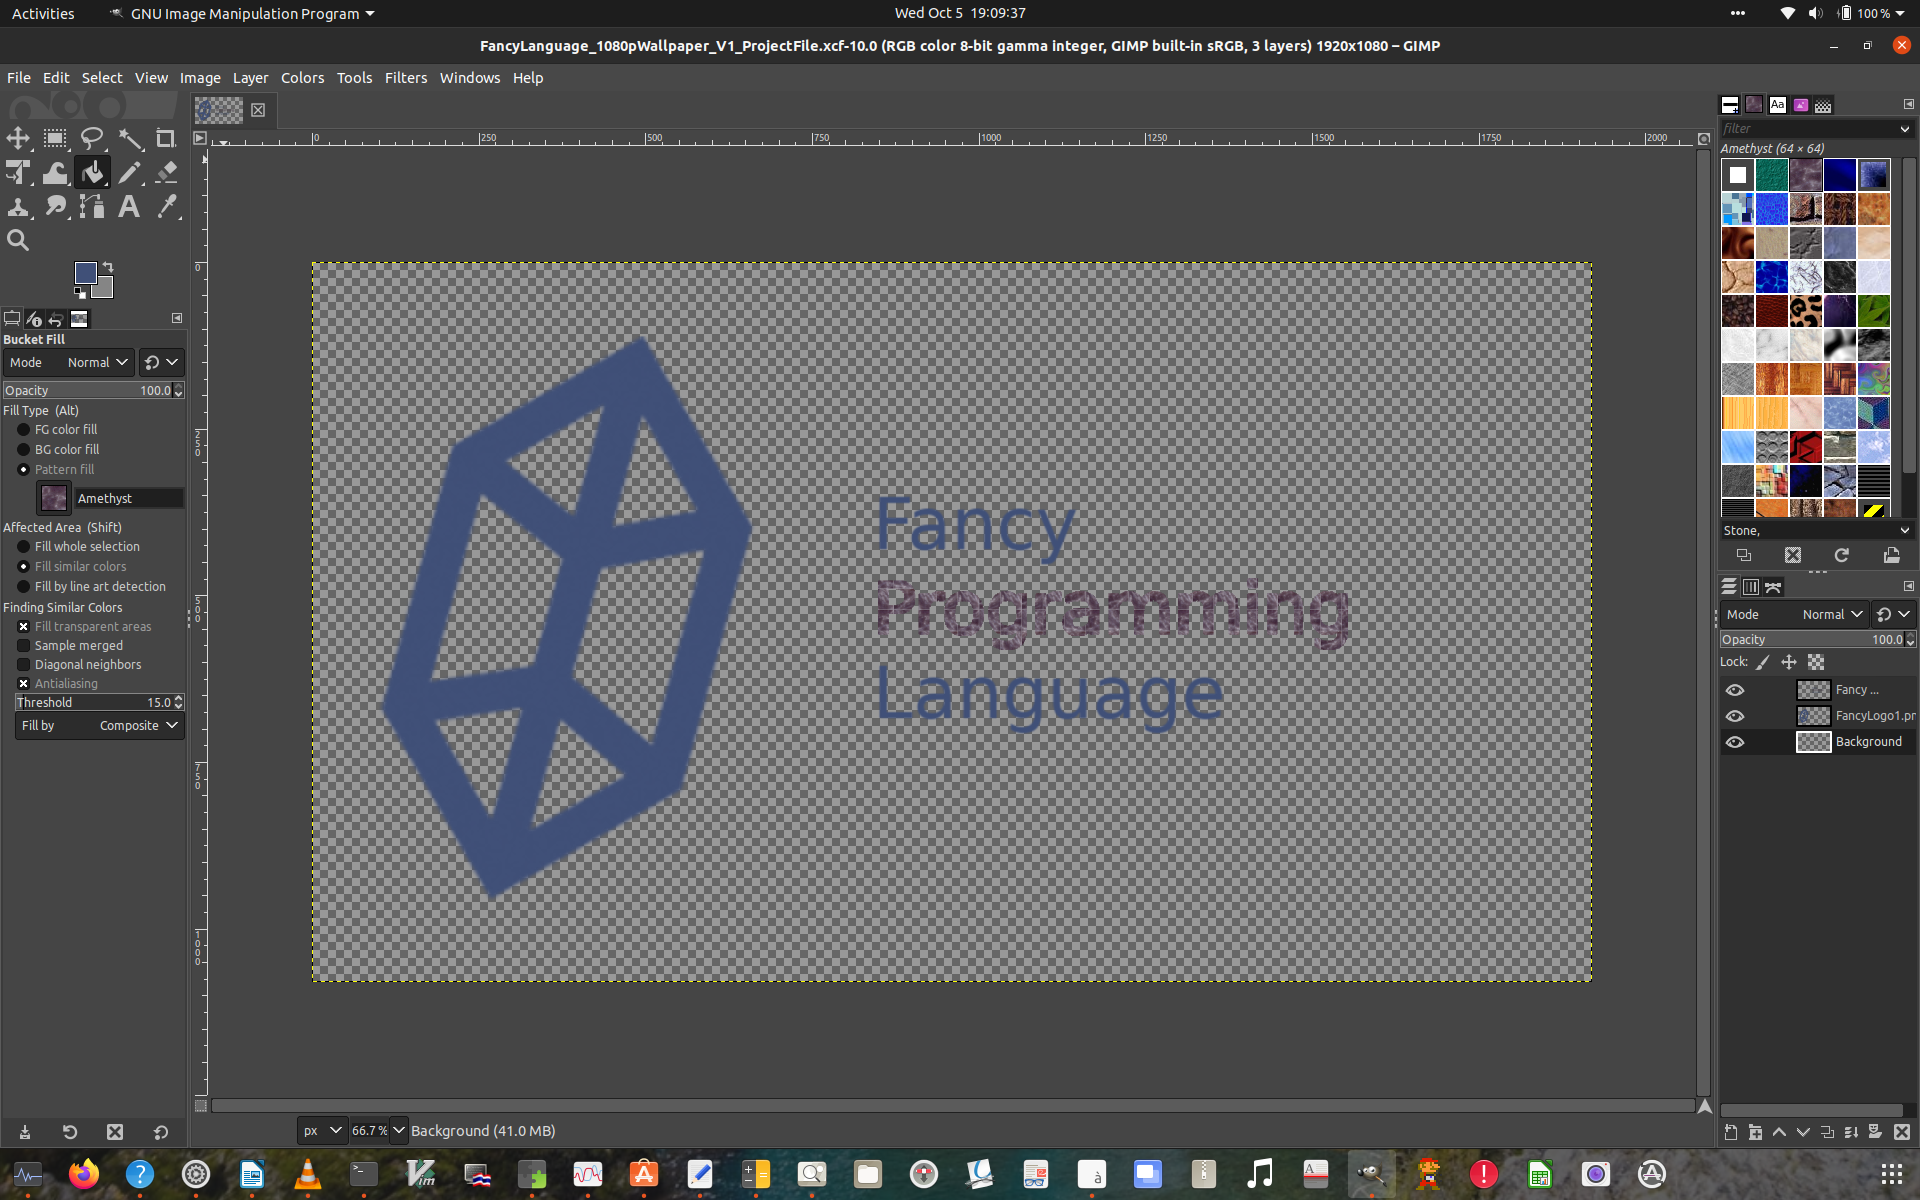 Activities
GNU Image Manipulation Program
Wed Oct 5 19:09:37
100 %
FancyLanguage_1080pWallpaper_V1_ProjectFile.xcf-10.0 (RGB color 8-bit gamma integer, GIMP built-in sRGB, 3 layers) 1920x1080 – GIMP
File Edit Select View Image Layer Colors Tools Filters Windows Help
0 250 500 750 1000 1250 1500 1750 2000
0
250
500
750
1000
Bucket Fill
Mode Normal
Opacity 100.0
Fill Type (Alt)
FG color fill
BG color fill
Pattern fill
Amethyst
Affected Area (Shift)
Fill whole selection
Fill similar colors
Fill by line art detection
Finding Similar Colors
Fill transparent areas
Sample merged
Diagonal neighbors
Antialiasing
Threshold 15.0
Fill by Composite
Fancy
Programming
Language
px 66.7 % Background (41.0 MB)
Aa
filter
Amethyst (64 × 64)
Stone,
Mode Normal
Opacity 100.0
Lock:
Fancy ...
FancyLogo1.pr
Background